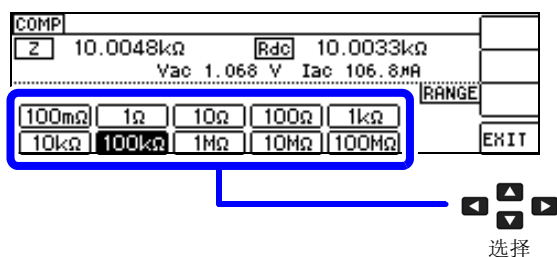 COMP
Z 10.0048kΩ Rdc 10.0033kΩ
Vac 1.068 V Iac 106.8μA
RANGE
100mΩ 1Ω 10Ω 100Ω 1kΩ
10kΩ 100kΩ 1MΩ 10MΩ 100MΩ
EXIT
选择